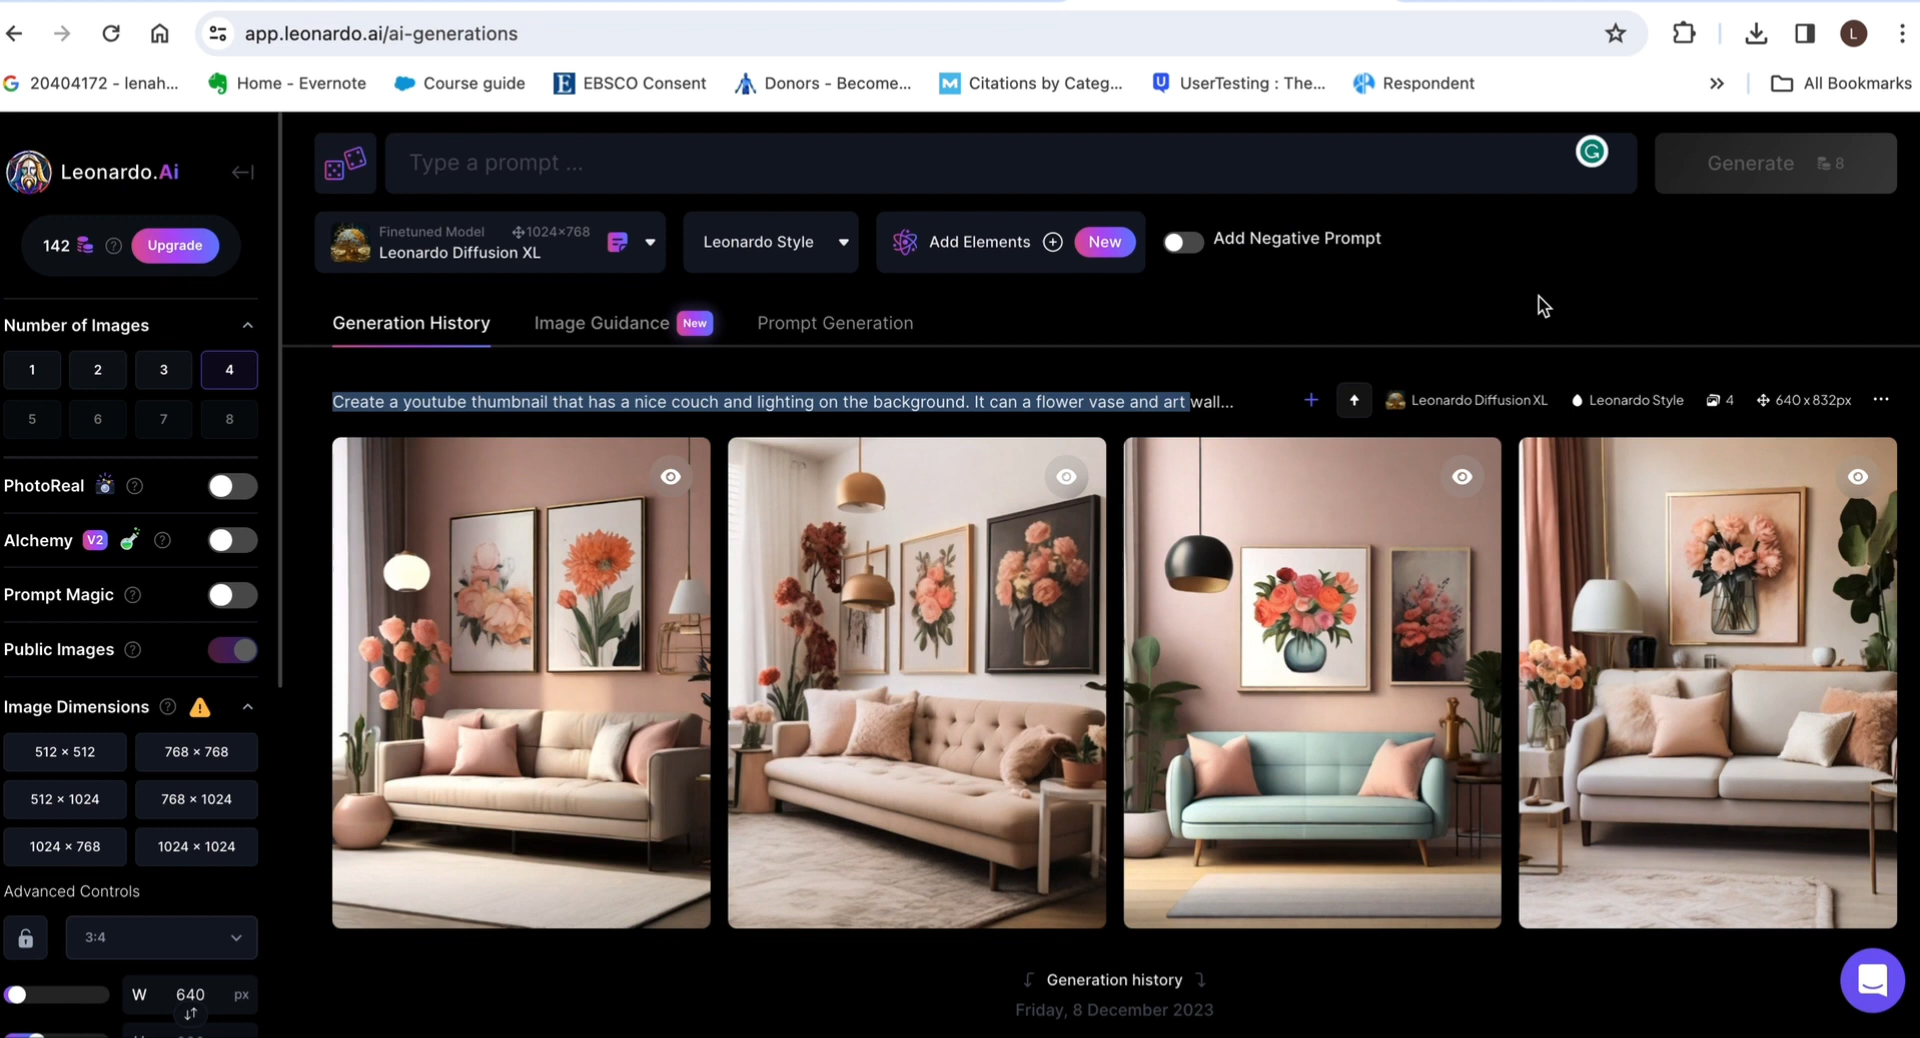 app.leonardo.ai/ai-generations
L
20404172 - lenah...
Home - Evernote
Course guide
EBSCO Consent
Donors - Become...
Citations by Categ...
UserTesting : The...
Respondent
»
All Bookmarks
Leonardo.Ai
Type a prompt ...
Generate 8
142
Upgrade
Finetuned Model 1024×768
Leonardo Diffusion XL
Leonardo Style
Add Elements
New
Add Negative Prompt
Number of Images
1 2 3 4
5 6 7 8
Generation History
Image Guidance New
Prompt Generation
Create a youtube thumbnail that has a nice couch and lighting on the background. It can a flower vase and art wall...
Leonardo Diffusion XL
Leonardo Style
4
640 x 832px
PhotoReal
Alchemy V2
Prompt Magic
Public Images
Image Dimensions
512 × 512 768 × 768
512 × 1024 768 × 1024
1024 × 768 1024 × 1024
Advanced Controls
3:4
W 640 px
Generation history
Friday, 8 December 2023